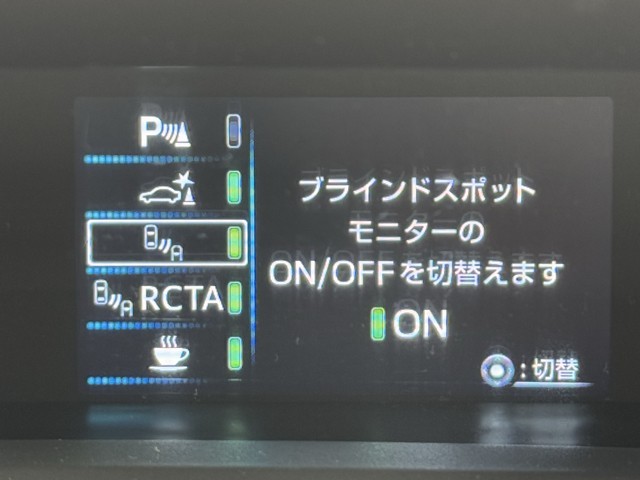 P
RCTA
ブラインドスポット
モニターの
ON/OFFを切替えます
ON
:切替